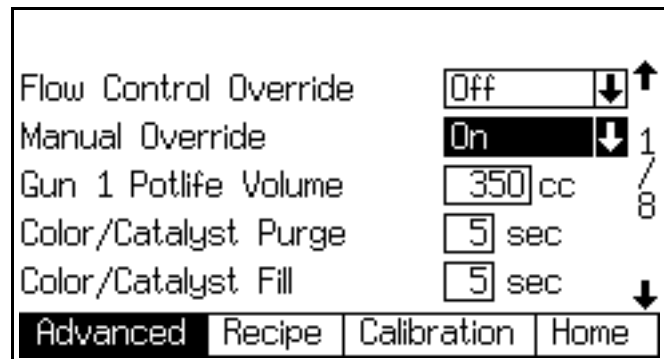 Flow Control Override Off
Manual Override On 1
Gun 1 Potlife Volume 350 cc /
Color/Catalyst Purge 5 sec 8
Color/Catalyst Fill 5 sec
Advanced Recipe Calibration Home